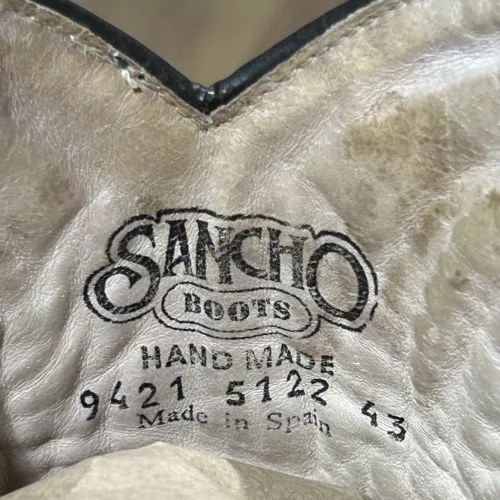 SANCHO
BOOTS
HAND MADE
9421 5122 43
Made in Spain